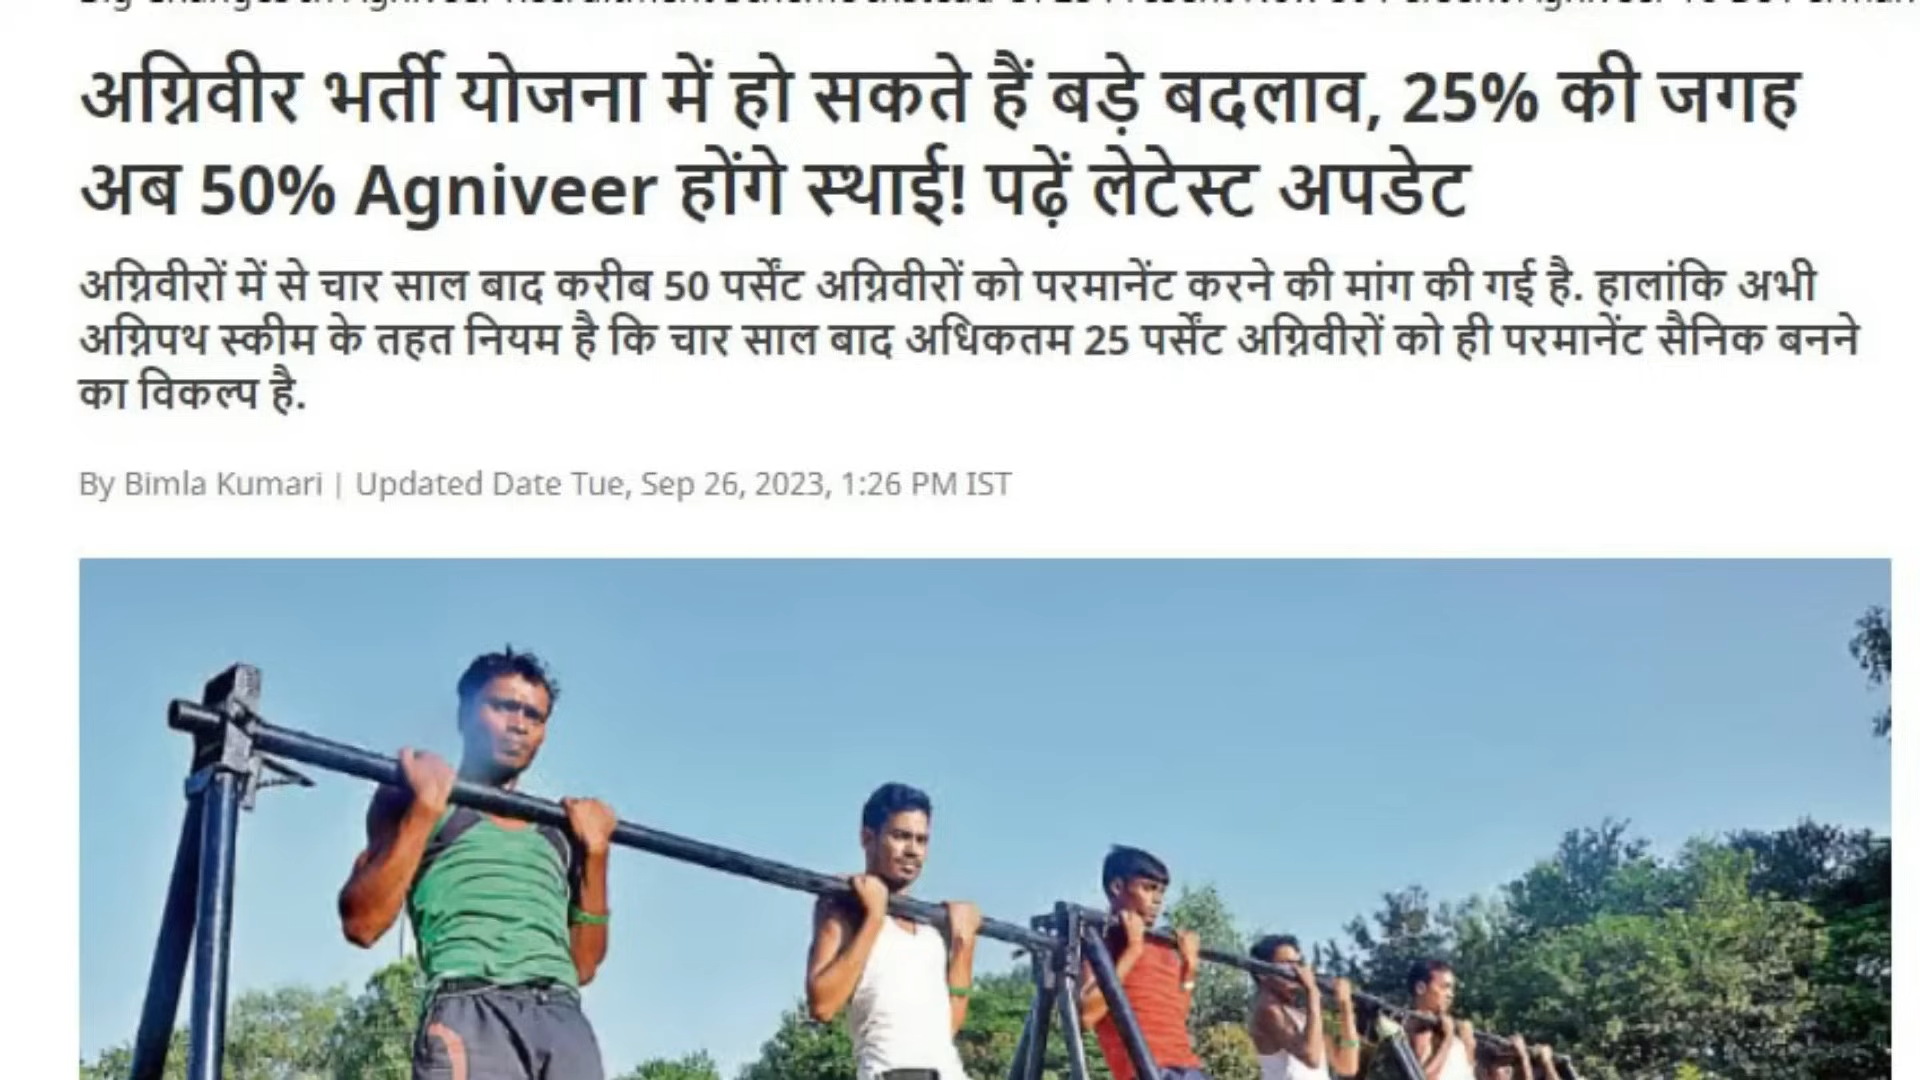 अग्निवीर भर्ती योजना में हो सकते हैं बड़े बदलाव, 25% की जगह
अब 50% Agniveer होंगे स्थाई! पढ़ें लेटेस्ट अपडेट
अग्निवीरों में से चार साल बाद करीब 50 पर्सेंट अग्निवीरों को परमानेंट करने की मांग की गई है. हालांकि अभी
अग्निपथ स्कीम के तहत नियम है कि चार साल बाद अधिकतम 25 पर्सेंट अग्निवीरों को ही परमानेंट सैनिक बनने
का विकल्प है.
By Bimla Kumari | Updated Date Tue, Sep 26, 2023, 1:26 PM IST